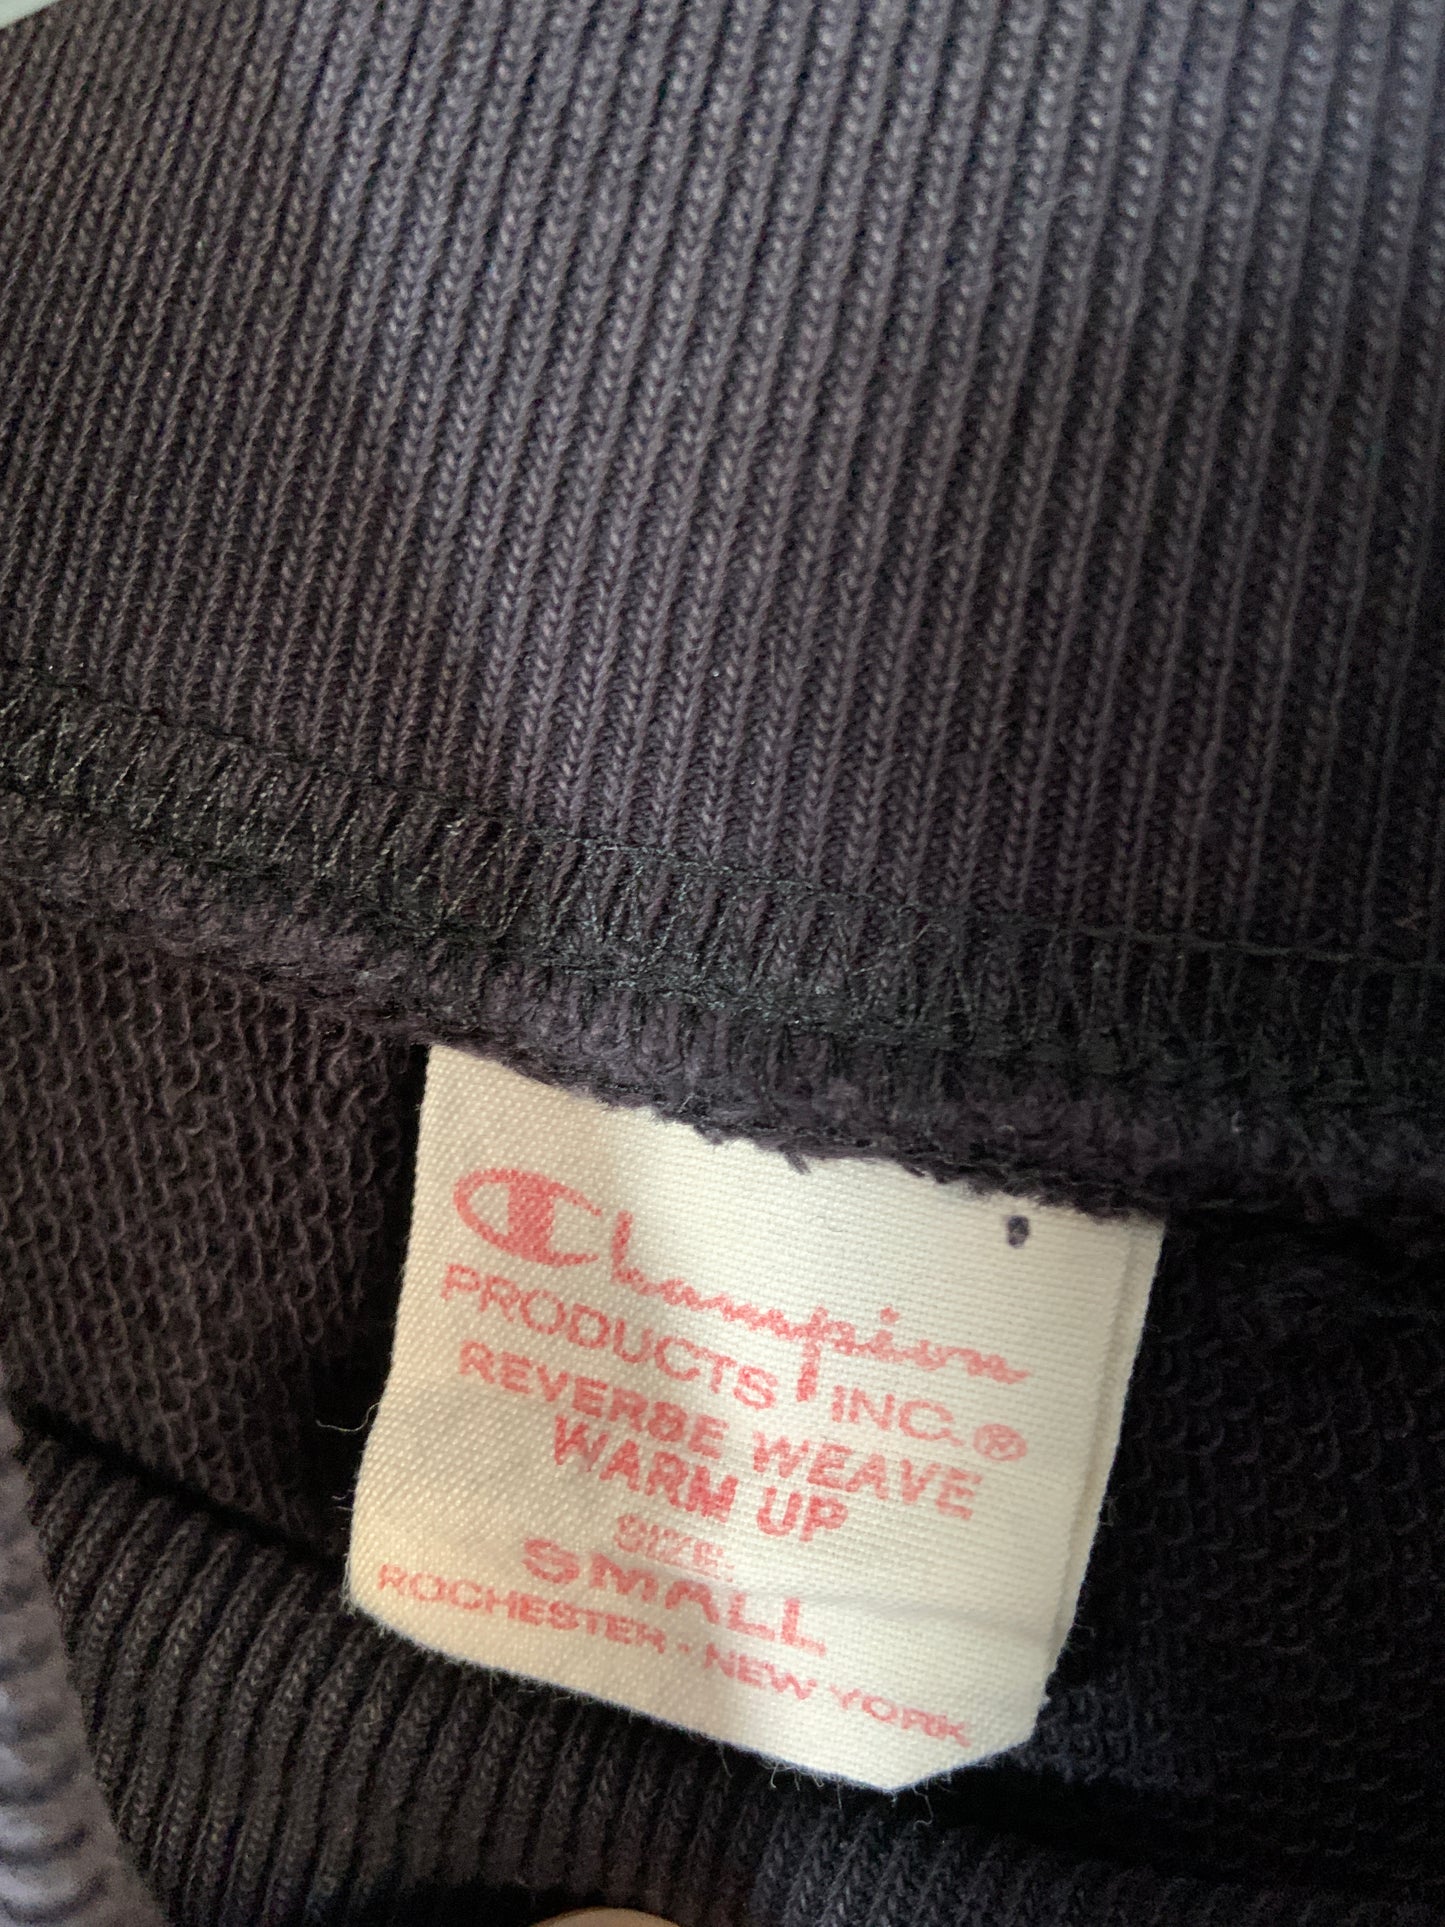 Champion
PRODUCTS INC.®
REVERSE WEAVE
WARM UP
SIZE.
SMALL
ROCHESTER - NEW YORK